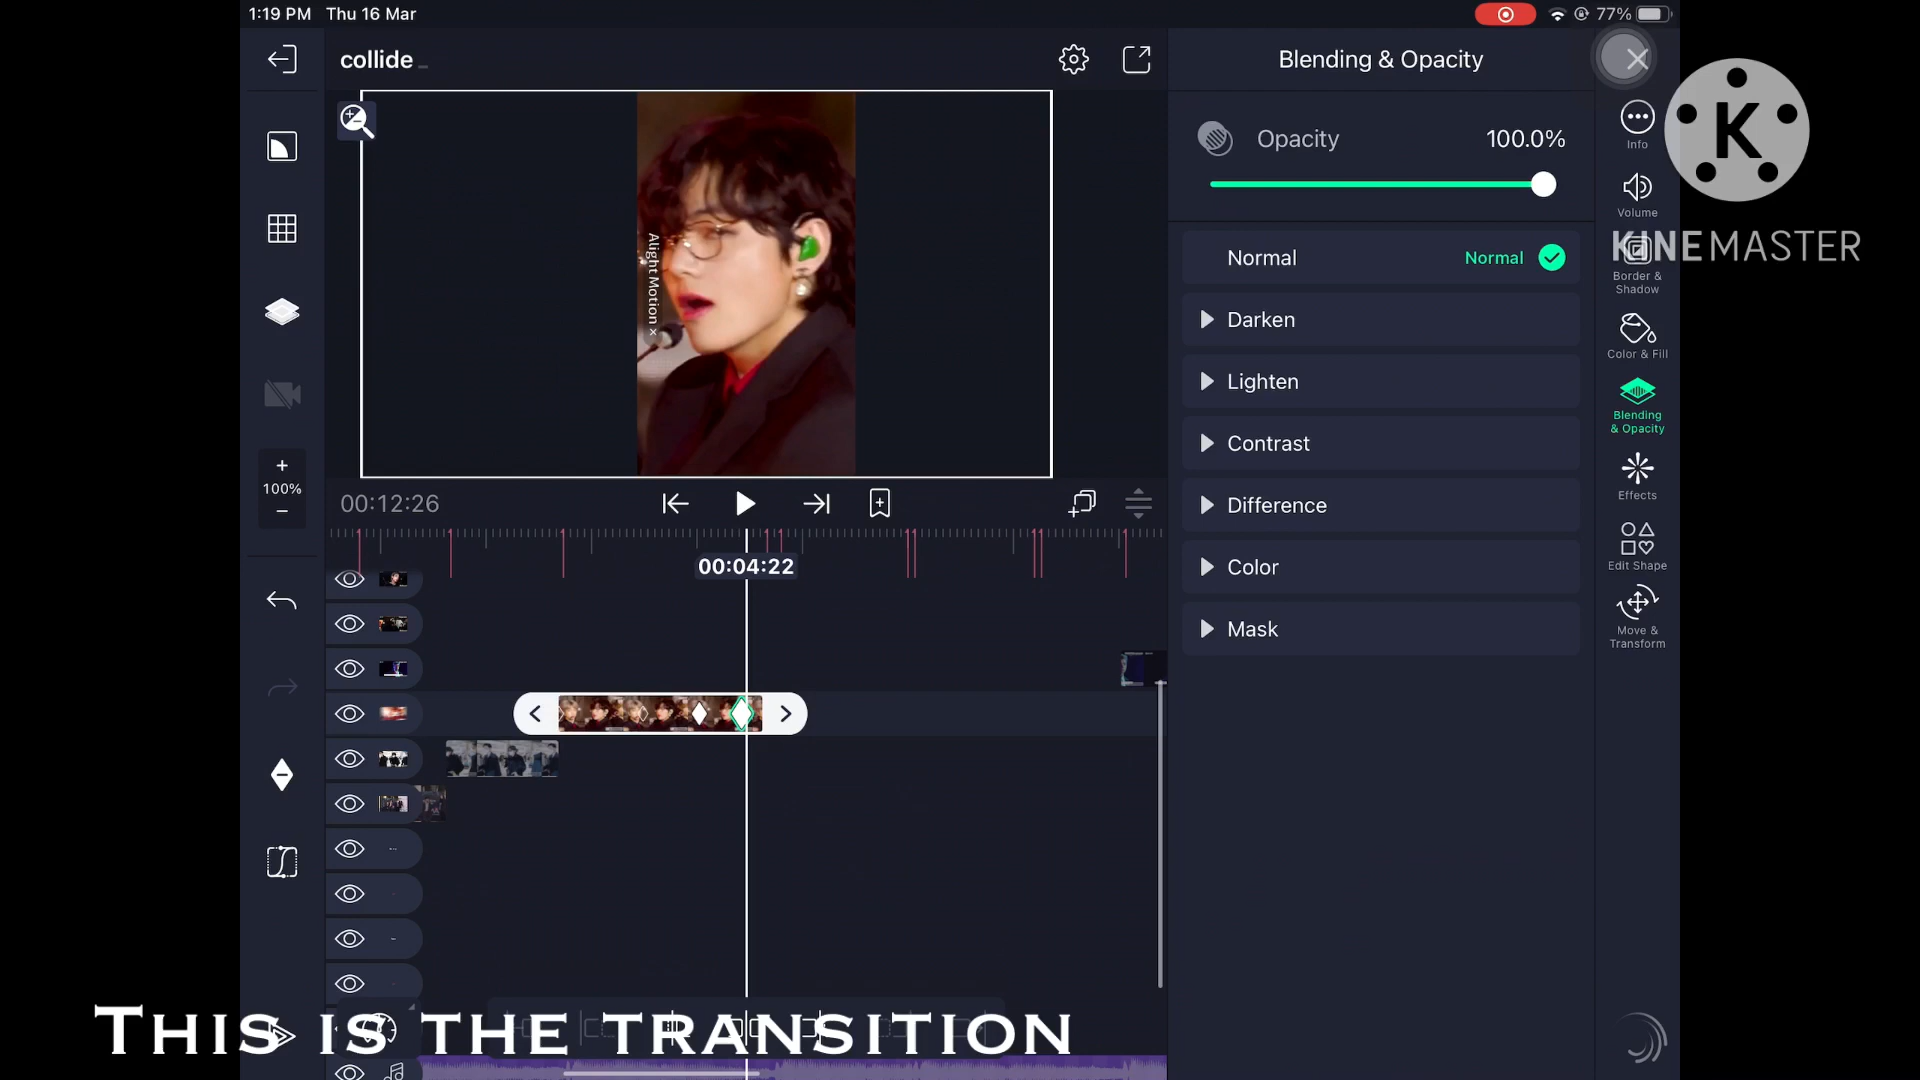 1:19 PM Thu 16 Mar
77%
collide
Blending & Opacity
Opacity 100.0%
Info
Volume
KINEMASTER
K
Border & Shadow
Color & Fill
Blending & Opacity
Effects
Edit Shape
Move & Transform
Normal Normal
Darken
Lighten
Contrast
Difference
Color
Mask
Alight Motion ×
100%
00:12:26
00:04:22
THIS IS THE TRANSITION